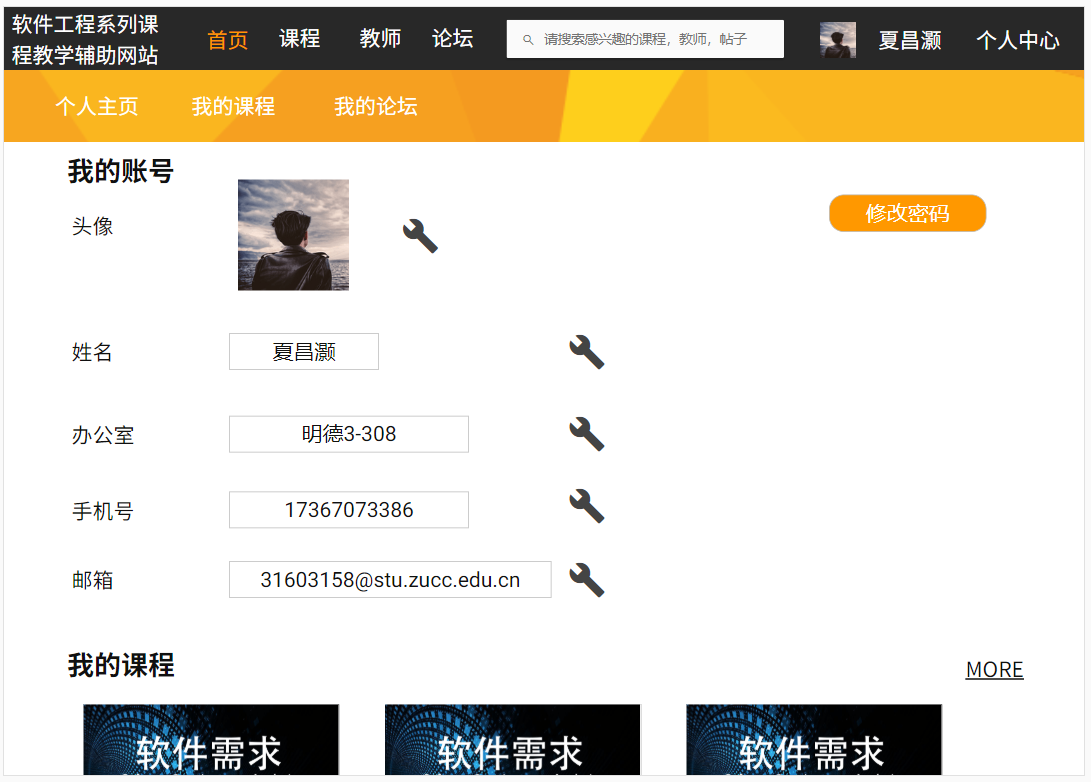 软件工程系列课
程教学辅助网站
首页 课程 教师 论坛 请搜索感兴趣的课程，教师，帖子 夏昌灏 个人中心
个人主页 我的课程 我的论坛
我的账号
头像 修改密码
姓名 夏昌灏
办公室 明德3-308
手机号 17367073386
邮箱 31603158@stu.zucc.edu.cn
我的课程 MORE
软件需求 软件需求 软件需求